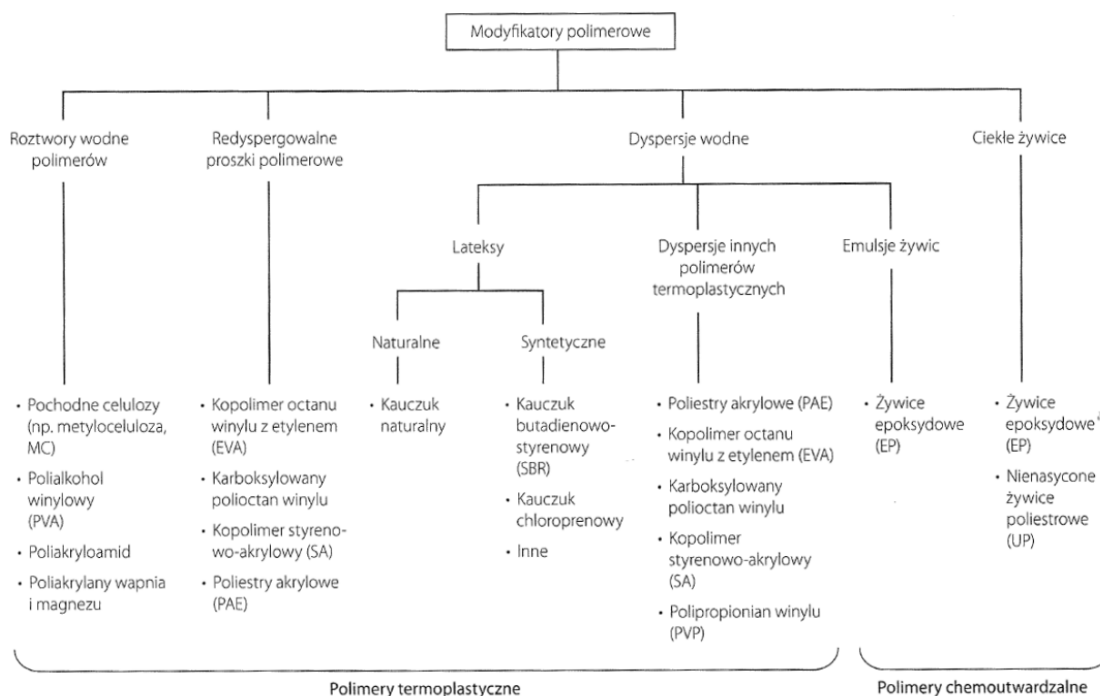 Modyfikatory polimerowe
Roztwory wodne
polimerów
Redyspergowalne
proszki polimerowe
Dyspersje wodne
Ciekłe żywice
Lateksy
Dyspersje innych
polimerów
termoplastycznych
Emulsje żywic
Naturalne
Syntetyczne
• Pochodne celulozy
(np. metyloceluloza,
MC)
• Polialkohol
winylowy
(PVA)
• Poliakryloamid
• Poliakrylany wapnia
i magnezu
• Kopolimer octanu
winylu z etylenem
(EVA)
• Karboksylowany
polioctan winylu
• Kopolimer styreno-
wo-akrylowy (SA)
• Poliestry akrylowe
(PAE)
• Kauczuk
naturalny
• Kauczuk
butadienowo-
styrenowy
(SBR)
• Kauczuk
chloroprenowy
• Inne
• Poliestry akrylowe (PAE)
• Kopolimer octanu
winylu z etylenem (EVA)
• Karboksylowany
polioctan winylu
• Kopolimer
styrenowo-akrylowy
(SA)
• Polipropionian winylu
(PVP)
• Żywice
epoksydowe
(EP)
• Żywice
epoksydowe
(EP)
• Nienasycone
żywice
poliestrowe
(UP)
Polimery termoplastyczne
Polimery chemoutwardzalne